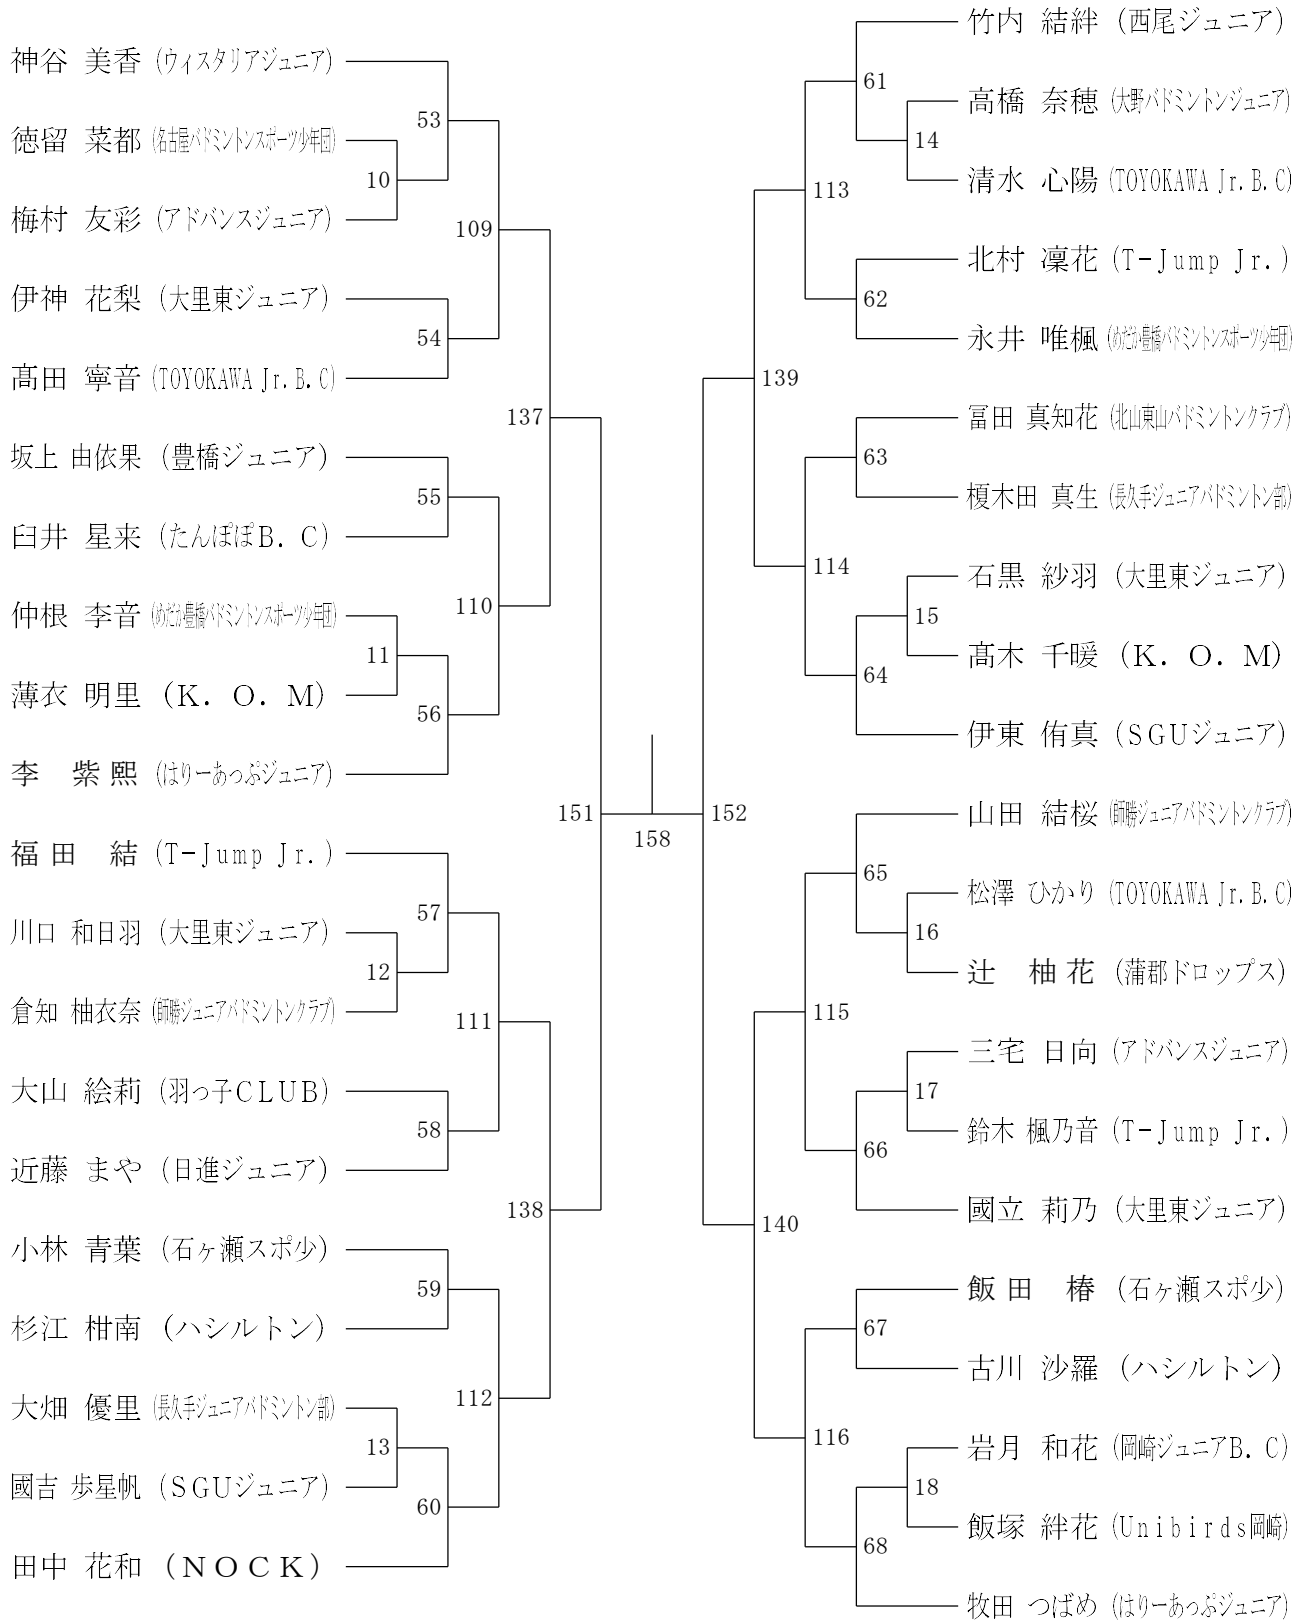 神谷 美香 (ウィスタリアジュニア)
徳留 菜都 (名古屋バドミントンスポーツ少年団)
梅村 友彩 (アドバンスジュニア)
伊神 花梨 (大里東ジュニア)
髙田 寧音 (TOYOKAWA Jr.B.C)
坂上 由依果 (豊橋ジュニア)
臼井 星来 (たんぽぽB.C)
仲根 李音 (めだか豊橋バドミントンスポーツ少年団)
薄衣 明里 (K.O.M)
李 紫熙 (はりーあっぷジュニア)
福田 結 (T-Jump Jr.)
川口 和日羽 (大里東ジュニア)
倉知 柚衣奈 (師勝ジュニアバドミントンクラブ)
大山 絵莉 (羽っ子CLUB)
近藤 まや (日進ジュニア)
小林 青葉 (石ヶ瀬スポ少)
杉江 柑南 (ハシルトン)
大畑 優里 (長久手ジュニアバドミントン部)
國吉 歩星帆 (SGUジュニア)
田中 花和 (NOCK)
10
11
12
13
53
54
55
56
57
58
59
60
109
110
111
112
137
138
151
158
152
139
140
113
114
115
116
61
62
63
64
65
66
67
68
14
15
16
17
18
竹内 結絆 (西尾ジュニア)
高橋 奈穂 (大野バドミントンジュニア)
清水 心陽 (TOYOKAWA Jr.B.C)
北村 凜花 (T-Jump Jr.)
永井 唯楓 (めだか豊橋バドミントンスポーツ少年団)
冨田 真知花 (北山東山バドミントンクラブ)
榎木田 真生 (長久手ジュニアバドミントン部)
石黒 紗羽 (大里東ジュニア)
髙木 千暖 (K.O.M)
伊東 侑真 (SGUジュニア)
山田 結桜 (師勝ジュニアバドミントンクラブ)
松澤 ひかり (TOYOKAWA Jr.B.C)
辻 柚花 (蒲郡ドロップス)
三宅 日向 (アドバンスジュニア)
鈴木 楓乃音 (T-Jump Jr.)
國立 莉乃 (大里東ジュニア)
飯田 椿 (石ヶ瀬スポ少)
古川 沙羅 (ハシルトン)
岩月 和花 (岡崎ジュニアB.C)
飯塚 絆花 (Unibirds岡崎)
牧田 つばめ (はりーあっぷジュニア)